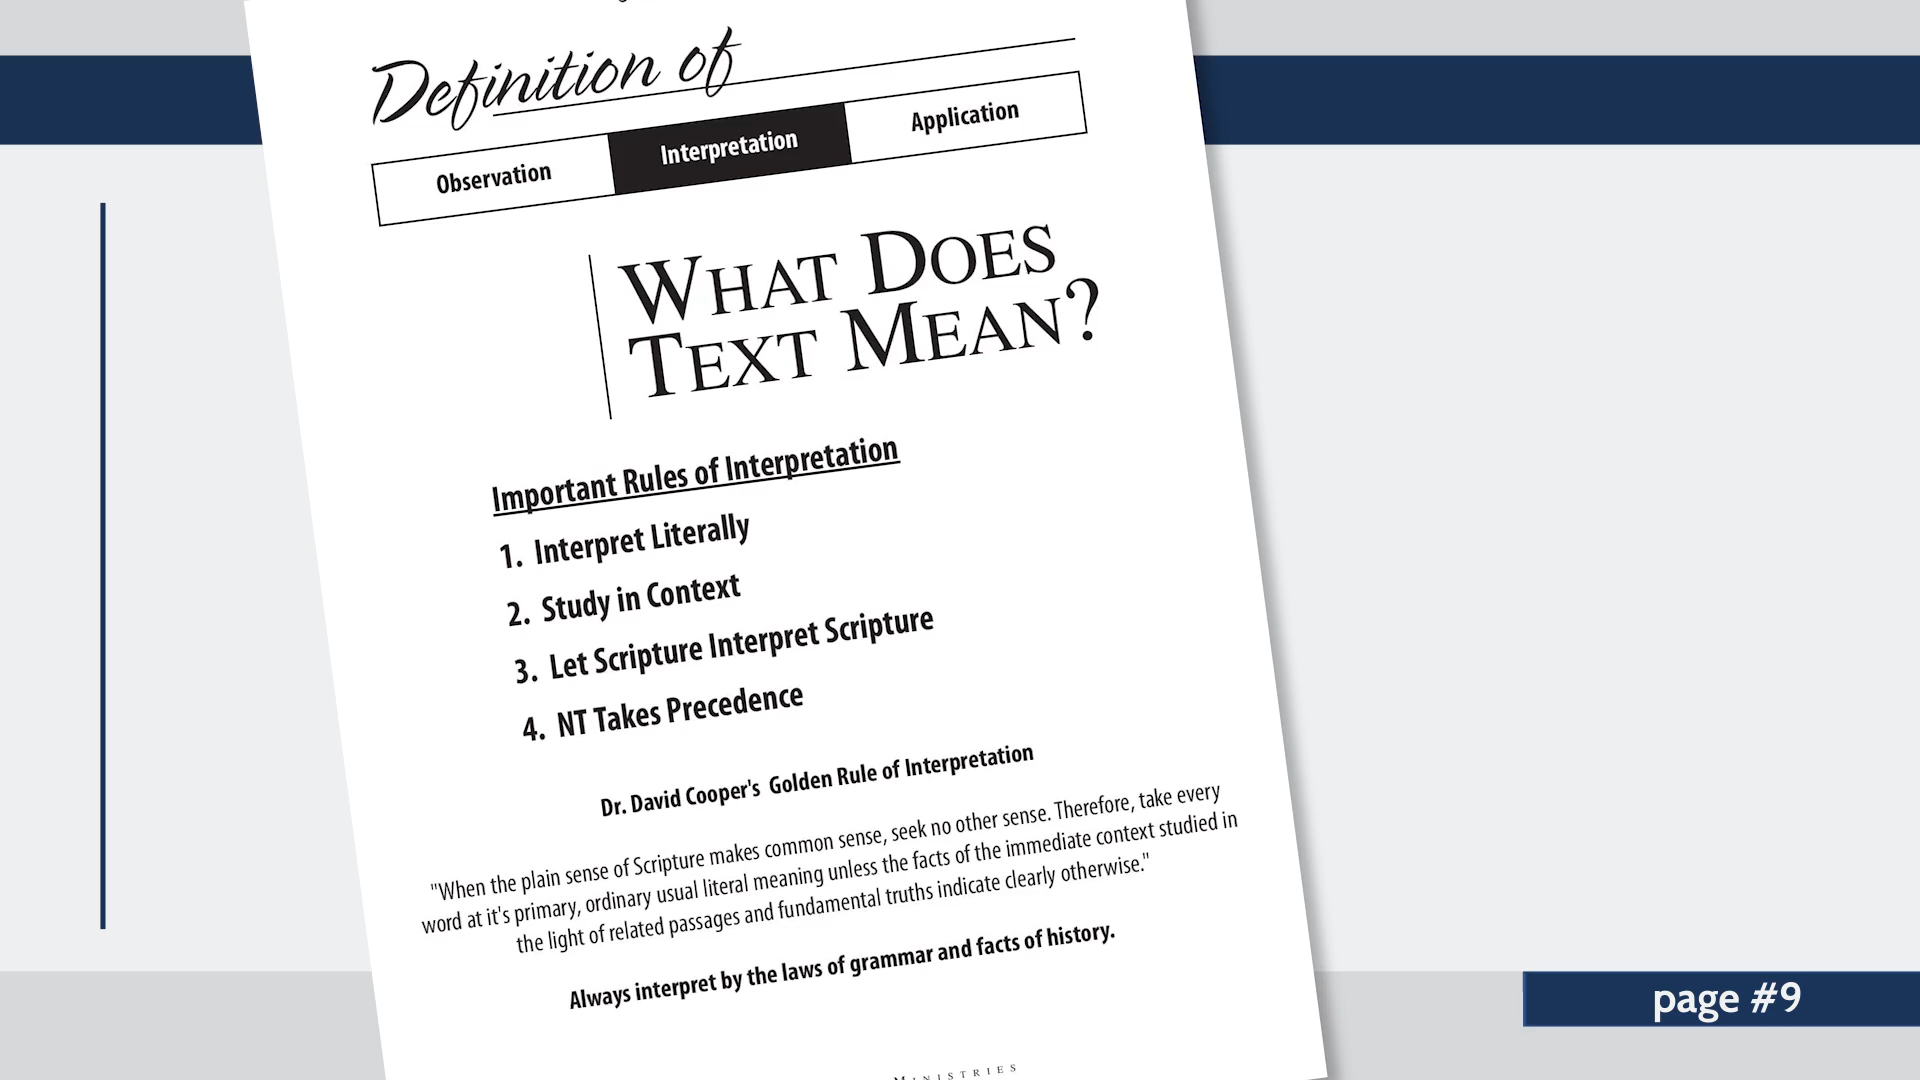 Definition of
Observation
Interpretation
Application
WHAT DOES
TEXT MEAN?
Important Rules of Interpretation
1. Interpret Literally
2. Study in Context
3. Let Scripture Interpret Scripture
4. NT Takes Precedence
Dr. David Cooper's Golden Rule of Interpretation
"When the plain sense of Scripture makes common sense, seek no other sense. Therefore, take every
word at it's primary, ordinary usual literal meaning unless the facts of the immediate context studied in
the light of related passages and fundamental truths indicate clearly otherwise."
Always interpret by the laws of grammar and facts of history.
MINISTRIES
page #9